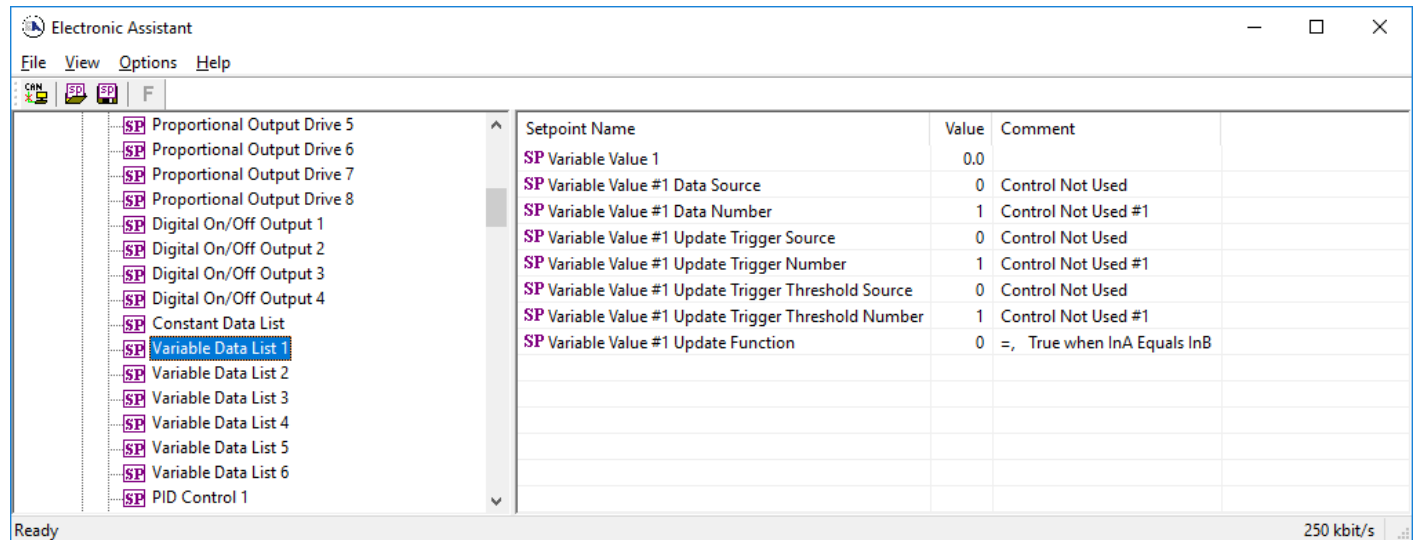 Electronic Assistant
File View Options Help
CAN SP SP F
SP Proportional Output Drive 5
SP Proportional Output Drive 6
SP Proportional Output Drive 7
SP Proportional Output Drive 8
SP Digital On/Off Output 1
SP Digital On/Off Output 2
SP Digital On/Off Output 3
SP Digital On/Off Output 4
SP Constant Data List
SP Variable Data List 1
SP Variable Data List 2
SP Variable Data List 3
SP Variable Data List 4
SP Variable Data List 5
SP Variable Data List 6
SP PID Control 1
Setpoint Name Value Comment
SP Variable Value 1 0.0
SP Variable Value #1 Data Source 0 Control Not Used
SP Variable Value #1 Data Number 1 Control Not Used #1
SP Variable Value #1 Update Trigger Source 0 Control Not Used
SP Variable Value #1 Update Trigger Number 1 Control Not Used #1
SP Variable Value #1 Update Trigger Threshold Source 0 Control Not Used
SP Variable Value #1 Update Trigger Threshold Number 1 Control Not Used #1
SP Variable Value #1 Update Function 0 =, True when InA Equals InB
Ready 250 kbit/s